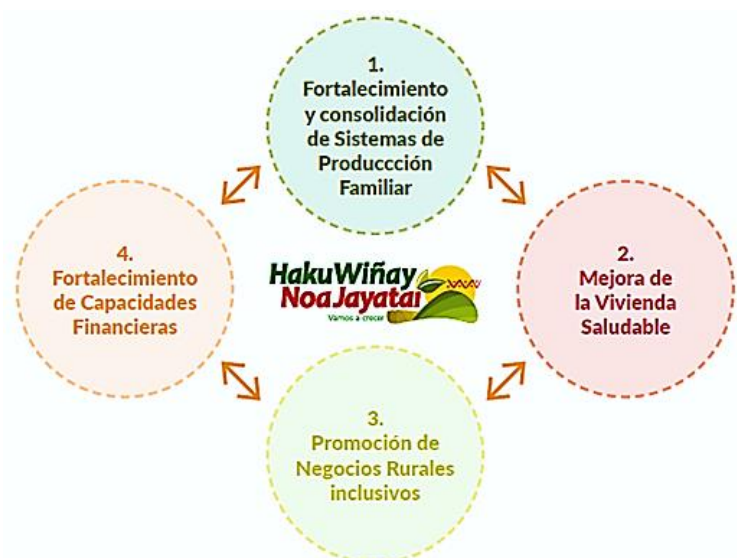 1.
Fortalecimiento
y consolidación
de Sistemas de
Producccióon
Familiar
4.
Fortalecimiento
de Capacidades
Financieras
HakuWiñay
NoaJayatai
Vamos a crecer
2.
Mejora de
la Vivienda
Saludable
3.
Promoción de
Negocios Rurales
inclusivos